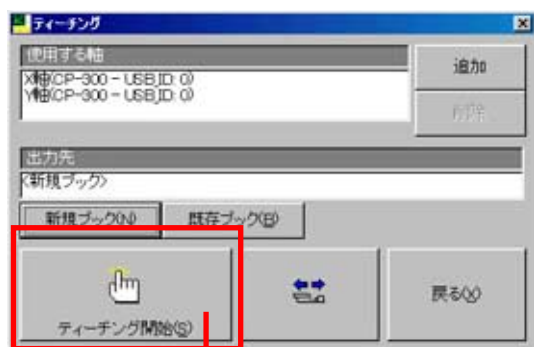 ティーチング
使用する軸
X軸(CP-300 - USB,ID: 0)
Y軸(CP-300 - USB,ID: 0)
追加
削除
出力先
<新規ブック>
新規ブック(N)
既存ブック(B)
ティーチング開始(S)
戻る(X)